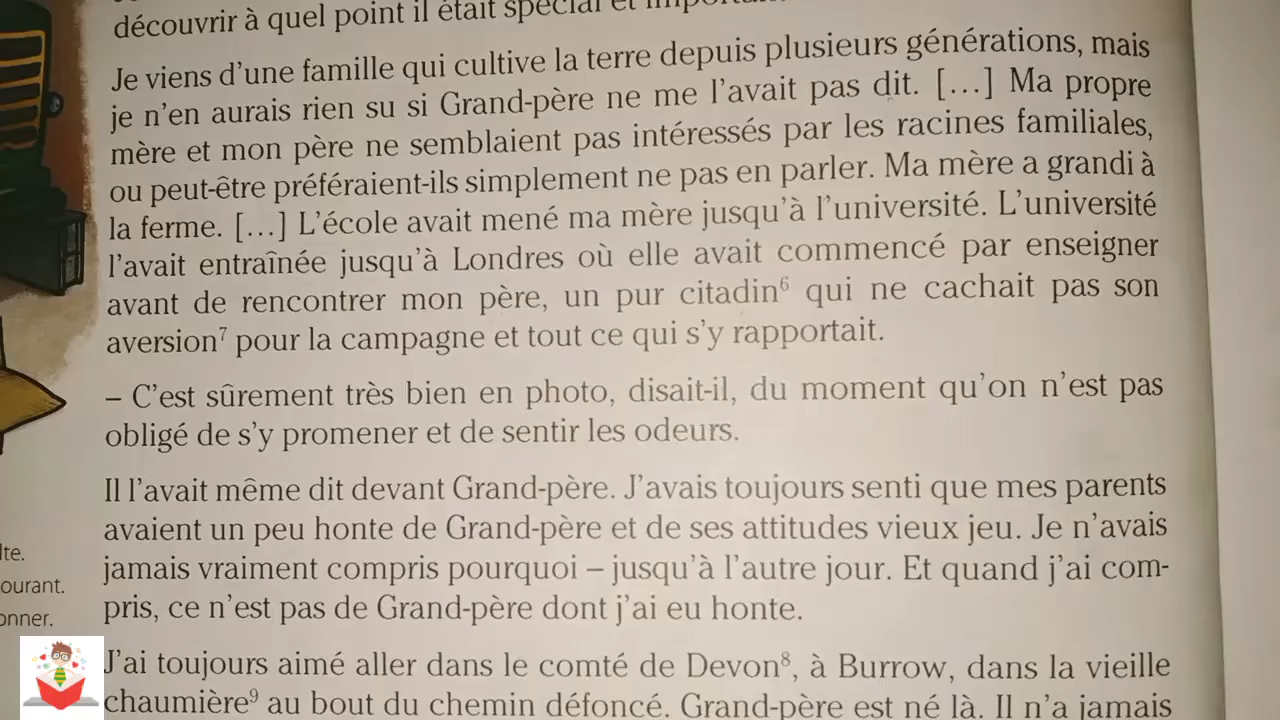 découvrir à quel point il était spécial et
Je viens d'une famille qui cultive la terre depuis plusieurs générations, mais
je n'en aurais rien su si Grand-père ne me l'avait pas dit. […] Ma propre
mère et mon père ne semblaient pas intéressés par les racines familiales,
ou peut-être préféraient-ils simplement ne pas en parler. Ma mère a grandi à
la ferme. […] L'école avait mené ma mère jusqu'à l'université. L'université
l'avait entraînée jusqu'à Londres où elle avait commencé par enseigner
avant de rencontrer mon père, un pur citadin⁶ qui ne cachait pas son
aversion⁷ pour la campagne et tout ce qui s'y rapportait.
– C'est sûrement très bien en photo, disait-il, du moment qu'on n'est pas
obligé de s'y promener et de sentir les odeurs.
Il l'avait même dit devant Grand-père. J'avais toujours senti que mes parents
avaient un peu honte de Grand-père et de ses attitudes vieux jeu. Je n'avais
jamais vraiment compris pourquoi – jusqu'à l'autre jour. Et quand j'ai com-
pris, ce n'est pas de Grand-père dont j'ai eu honte.
lte.
ourant.
onner.
J'ai toujours aimé aller dans le comté de Devon⁸, à Burrow, dans la vieille
chaumière⁹ au bout du chemin défoncé. Grand-père est né là. Il n'a jamais